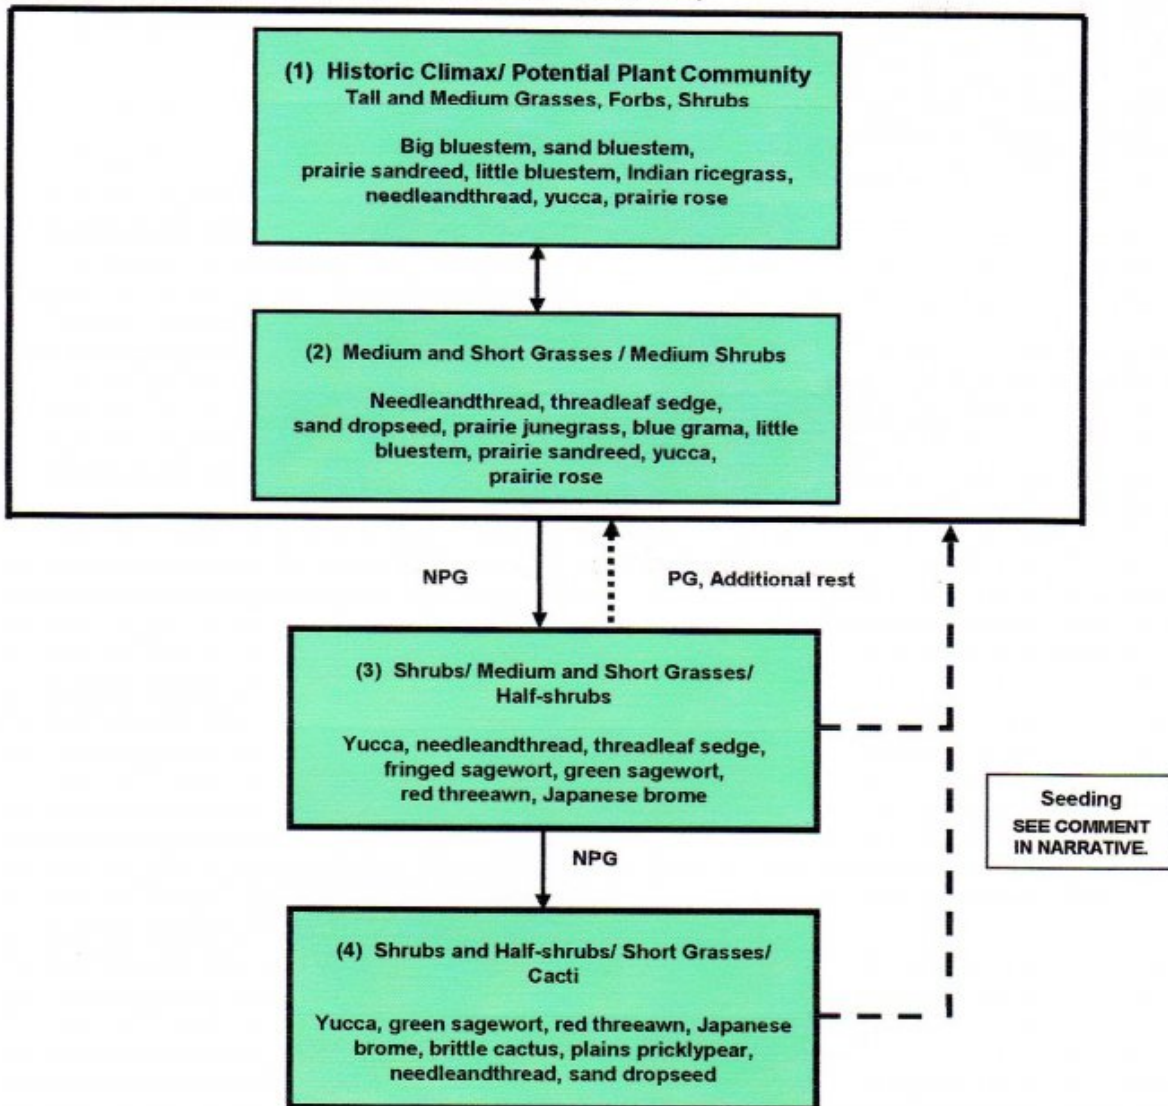 (1) Historic Climax/ Potential Plant Community
Tall and Medium Grasses, Forbs, Shrubs
Big bluestem, sand bluestem,
prairie sandreed, little bluestem, Indian ricegrass,
needleandthread, yucca, prairie rose
(2) Medium and Short Grasses / Medium Shrubs
Needleandthread, threadleaf sedge,
sand dropseed, prairie junegrass, blue grama, little
bluestem, prairie sandreed, yucca,
prairie rose
NPG
PG, Additional rest
(3) Shrubs/ Medium and Short Grasses/
Half-shrubs
Yucca, needleandthread, threadleaf sedge,
fringed sagewort, green sagewort,
red threeawn, Japanese brome
Seeding
SEE COMMENT
IN NARRATIVE.
NPG
(4) Shrubs and Half-shrubs/ Short Grasses/
Cacti
Yucca, green sagewort, red threeawn, Japanese
brome, brittle cactus, plains pricklypear,
needleandthread, sand dropseed